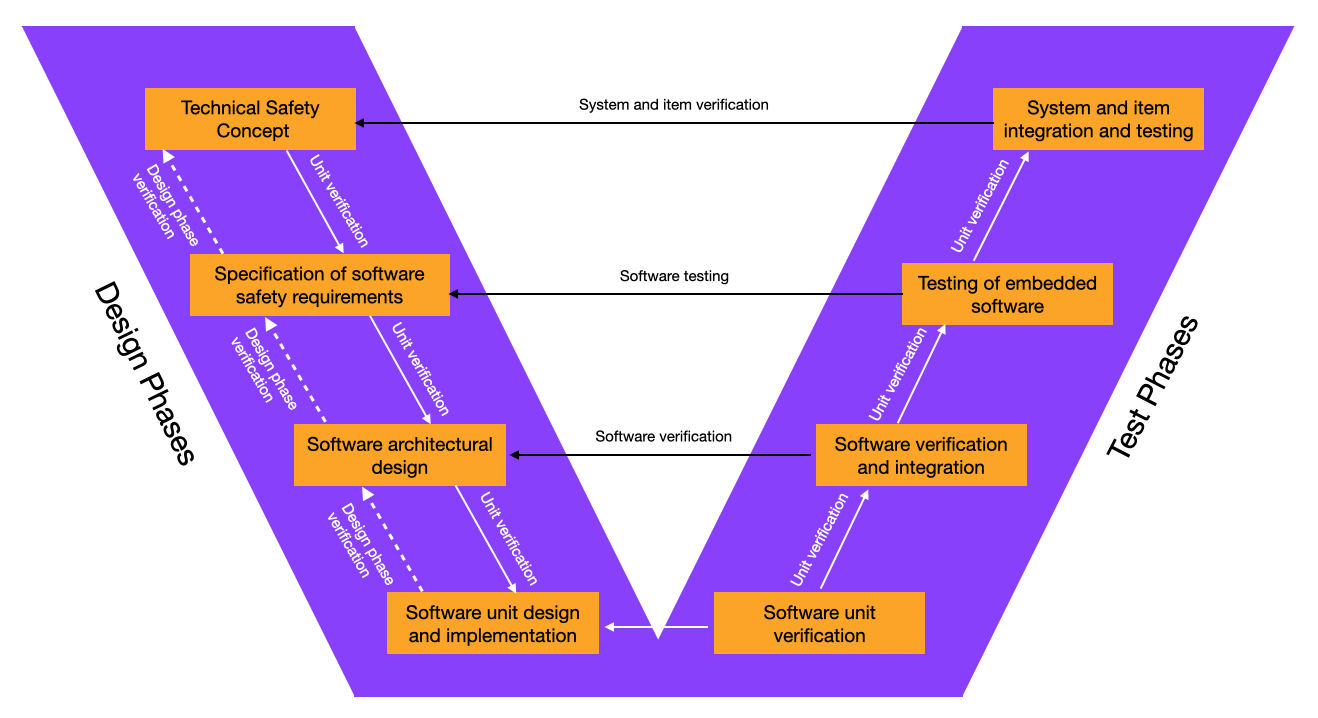 System and item verification
Technical Safety
Concept
System and item
integration and testing
Design phase
verification
Unit verification
Unit verification
Software testing
Specification of software
safety requirements
Testing of embedded
software
Design Phases
Test Phases
Design phase
verification
Unit verification
Unit verification
Software verification
Software architectural
design
Software verification
and integration
Design phase
verification
Unit verification
Unit verification
Software unit design
and implementation
Software unit
verification